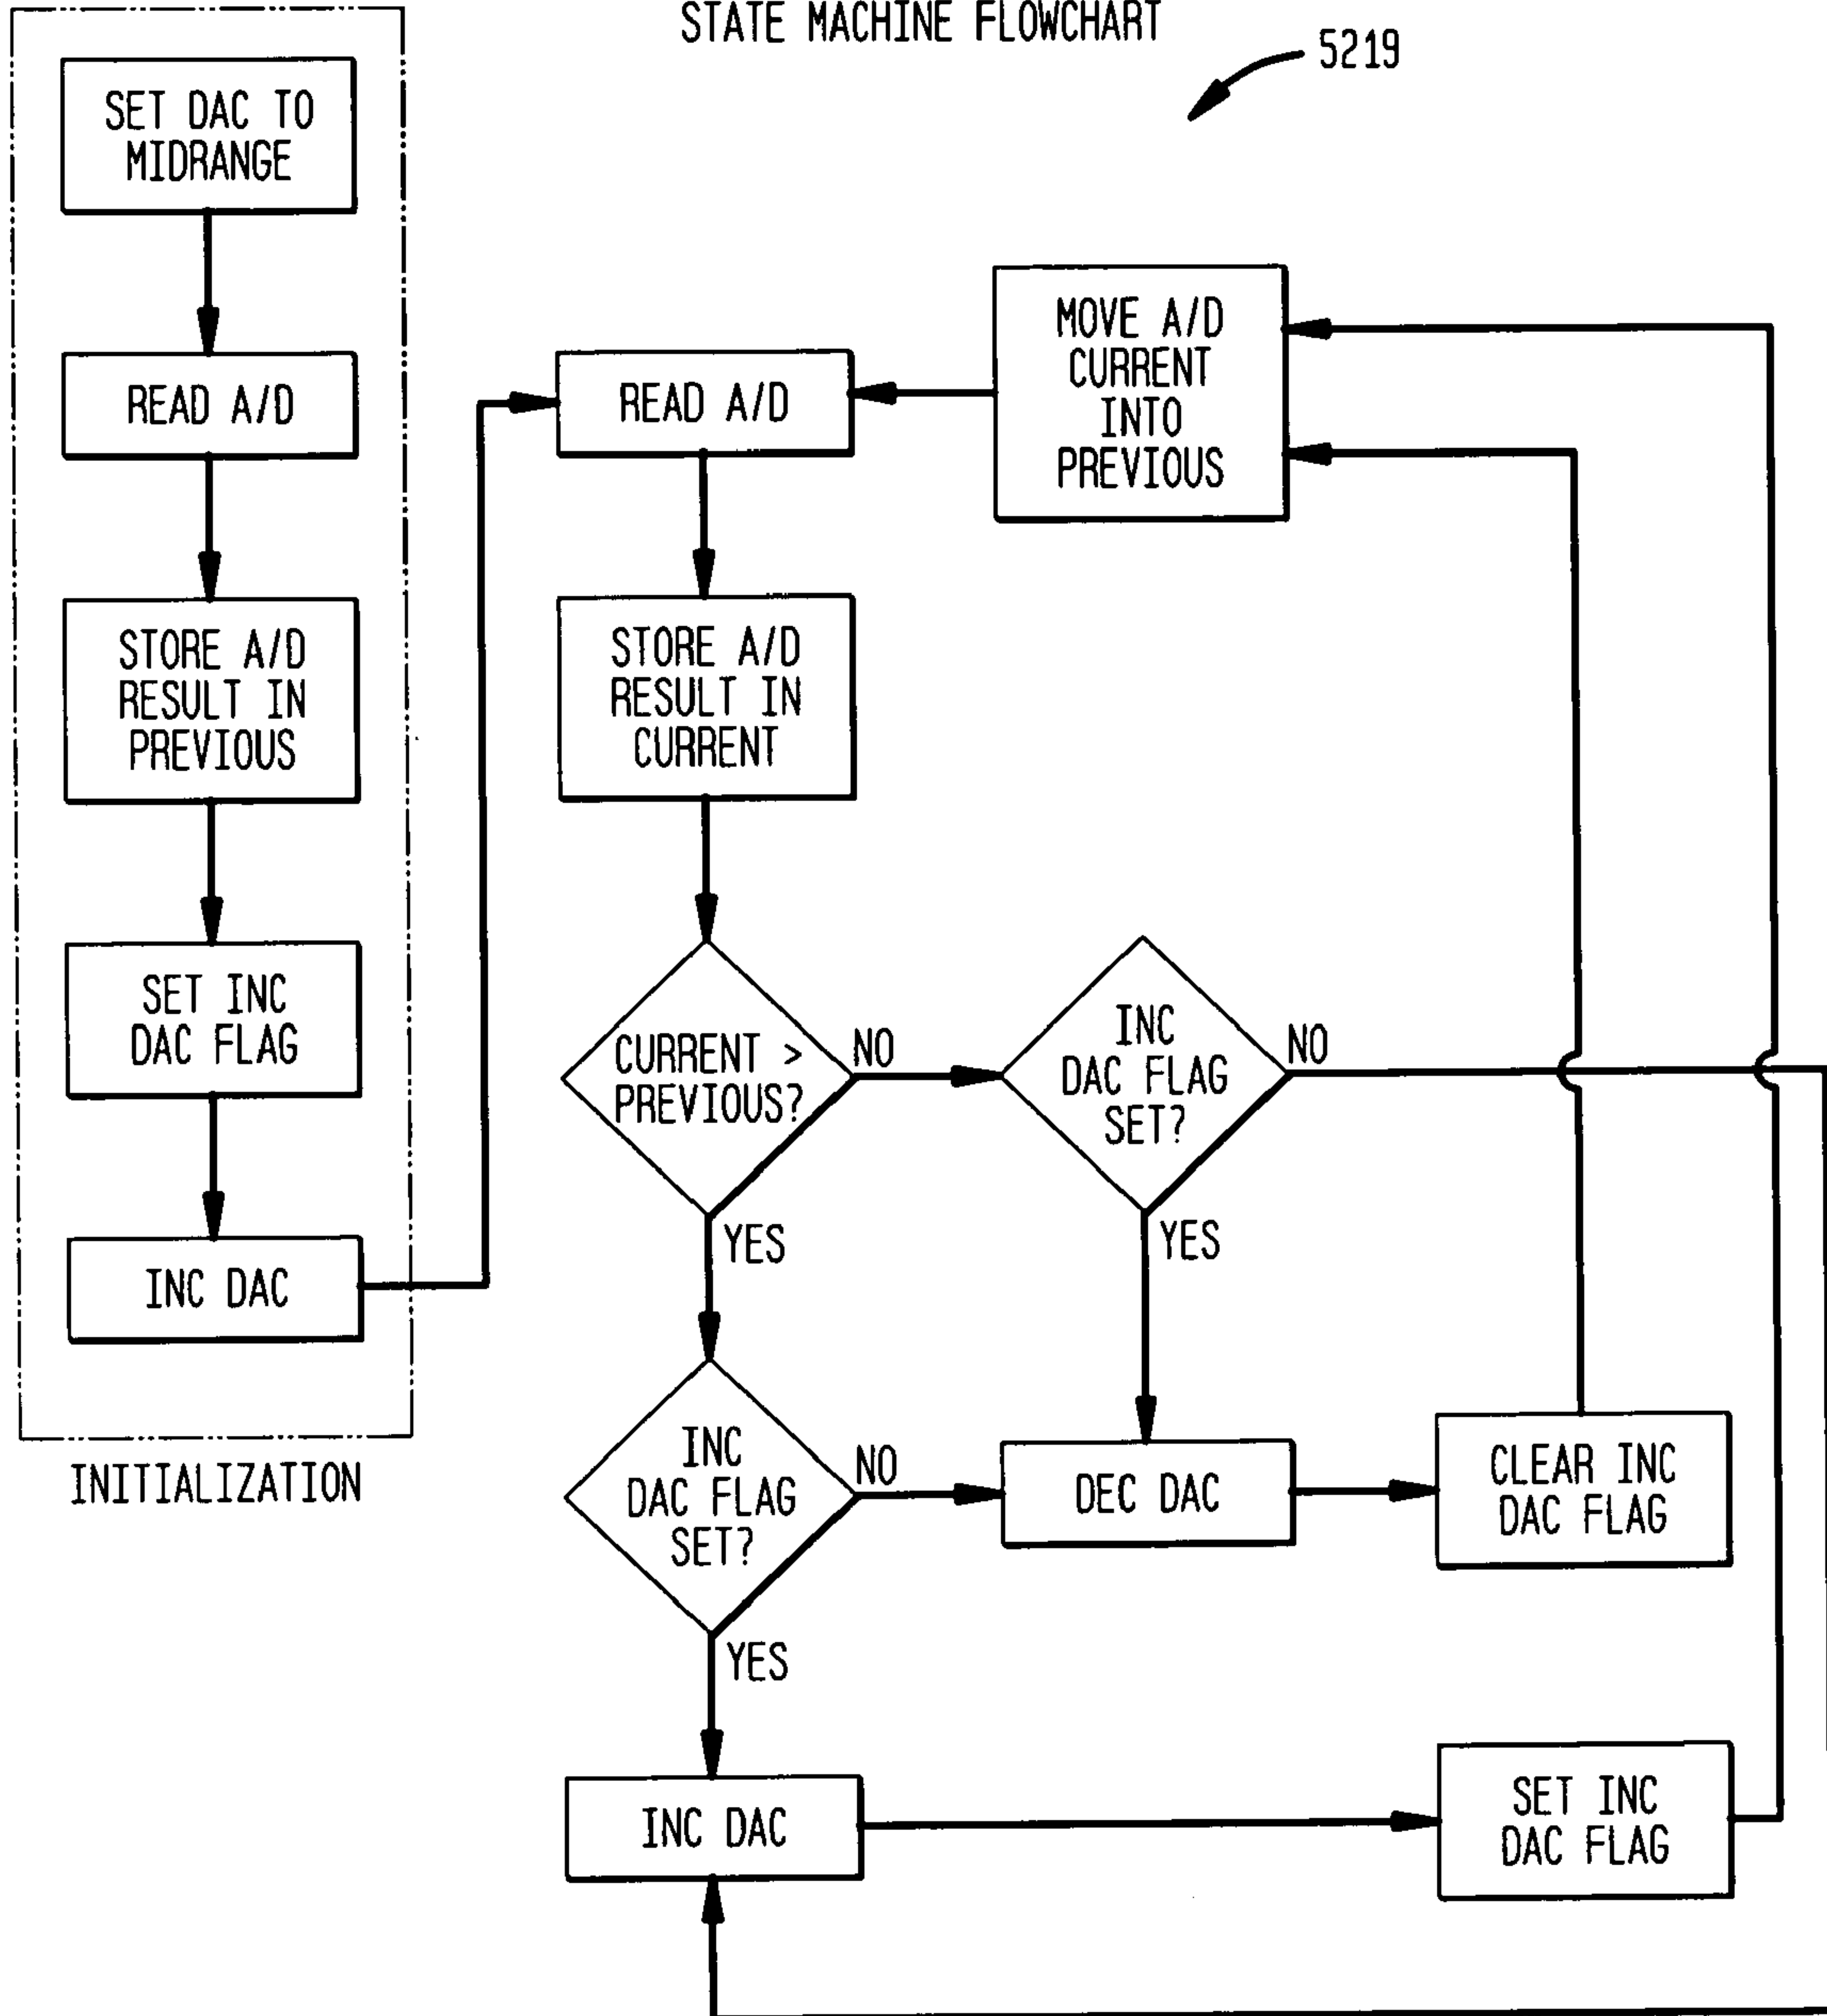 STATE MACHINE FLOWCHART
5219
SET DAC TO
MIDRANGE
READ A/D
STORE A/D
RESULT IN
PREVIOUS
SET INC
DAC FLAG
INC DAC
INITIALIZATION
READ A/D
MOVE A/D
CURRENT
INTO
PREVIOUS
STORE A/D
RESULT IN
CURRENT
CURRENT >
PREVIOUS?
NO
INC
DAC FLAG
SET?
NO
YES
YES
INC
DAC FLAG
SET?
NO
DEC DAC
CLEAR INC
DAC FLAG
YES
INC DAC
SET INC
DAC FLAG